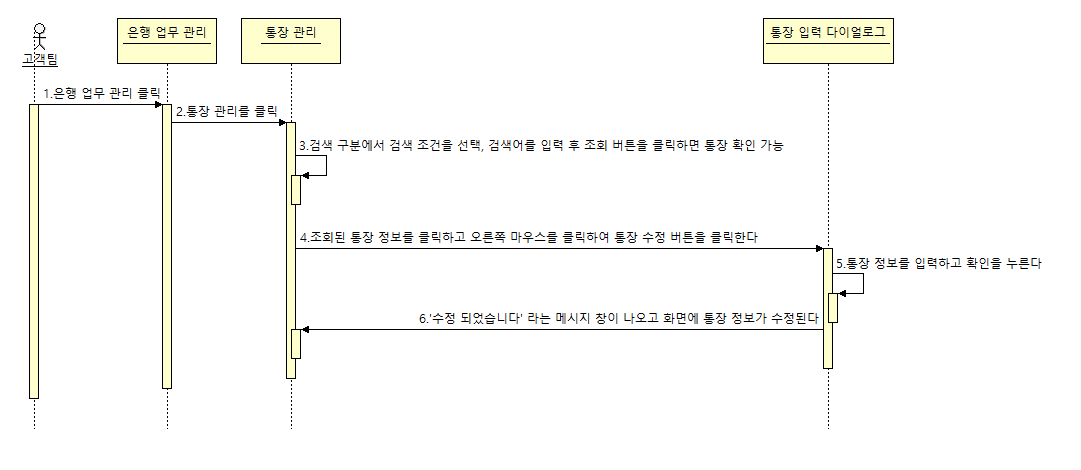 은행 업무 관리
통장 관리
통장 입력 다이얼로그
고객팀
1.은행 업무 관리 클릭
2.통장 관리를 클릭
3.검색 구분에서 검색 조건을 선택, 검색어를 입력 후 조회 버튼을 클릭하면 통장 확인 가능
4.조회된 통장 정보를 클릭하고 오른쪽 마우스를 클릭하여 통장 수정 버튼을 클릭한다
5.통장 정보를 입력하고 확인을 누른다
6.'수정 되었습니다' 라는 메시지 창이 나오고 화면에 통장 정보가 수정된다